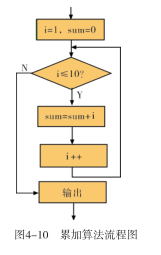 i=1，sum=0
i≤10?
N
Y
sum=sum+i
i++
输出
图4-10 累加算法流程图